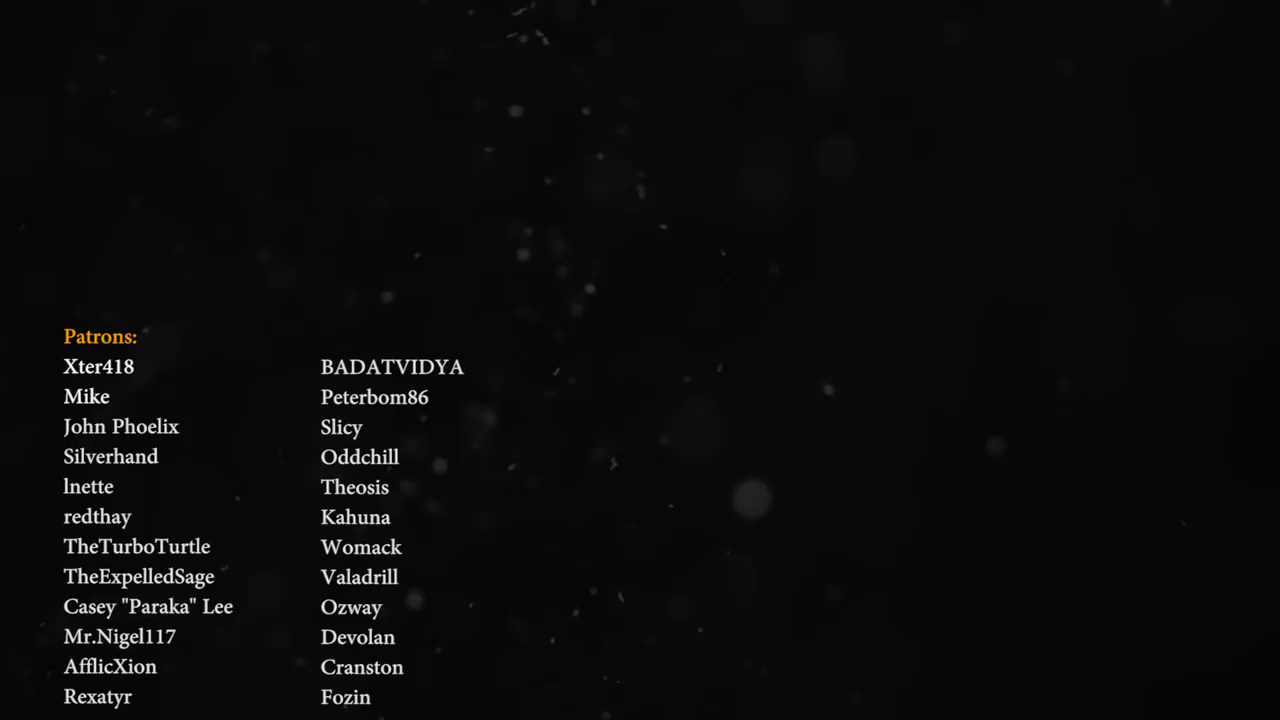 Patrons:
Xter418
Mike
John Phoelix
Silverhand
lnette
redthay
TheTurboTurtle
TheExpelledSage
Casey "Paraka" Lee
Mr.Nigel117
AfflicXion
Rexatyr
BADATVIDYA
Peterbom86
Slicy
Oddchill
Theosis
Kahuna
Womack
Valadrill
Ozway
Devolan
Cranston
Fozin